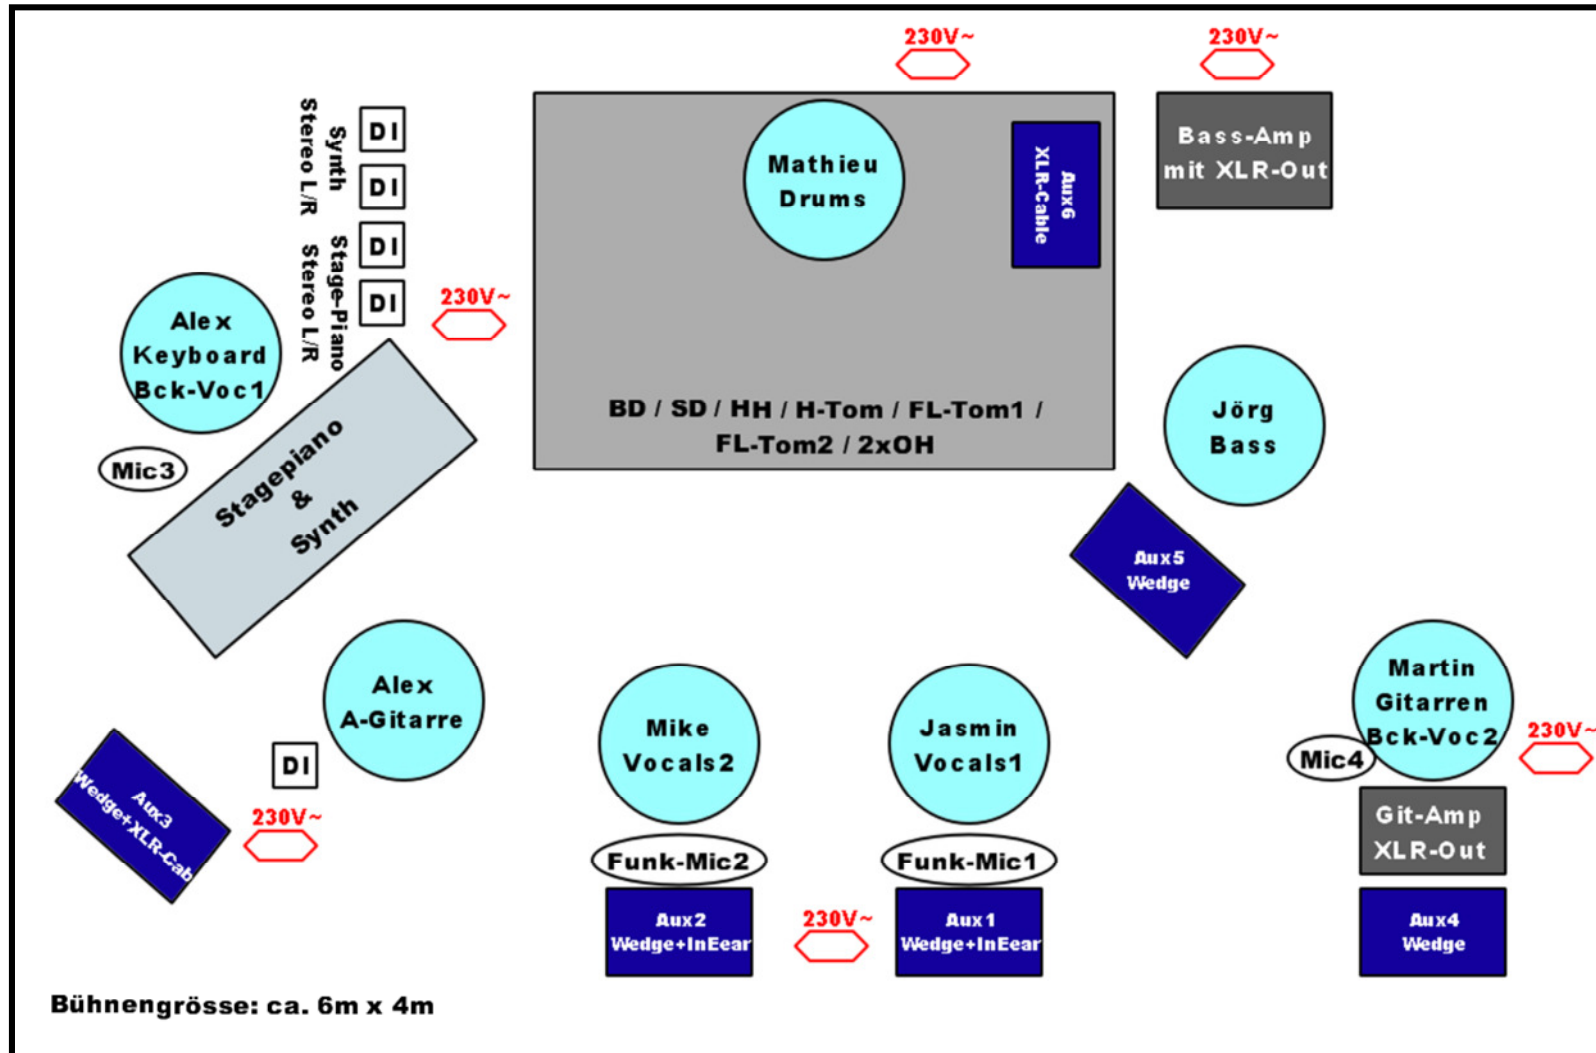 230V~
230V~
Synth
Stereo L/R
DI
DI
DI
DI
Stage-Piano
Stereo L/R
Mathieu
Drums
Aux6
XLR-Cable
Bass-Amp
mit XLR-Out
230V~
Alex
Keyboard
Bck-Voc1
Mic3
Stagepiano
&
Synth
BD / SD / HH / H-Tom / FL-Tom1 /
FL-Tom2 / 2xOH
Jörg
Bass
Aux5
Wedge
Alex
A-Gitarre
DI
Aux3
Wedge+XLR-Cab
230V~
Mike
Vocals2
Jasmin
Vocals1
Martin
Gitarren
Bck-Voc2
Mic4
230V~
Git-Amp
XLR-Out
Funk-Mic2
Funk-Mic1
Aux2
Wedge+InEear
230V~
Aux1
Wedge+InEear
Aux4
Wedge
Bühnengrösse: ca. 6m x 4m